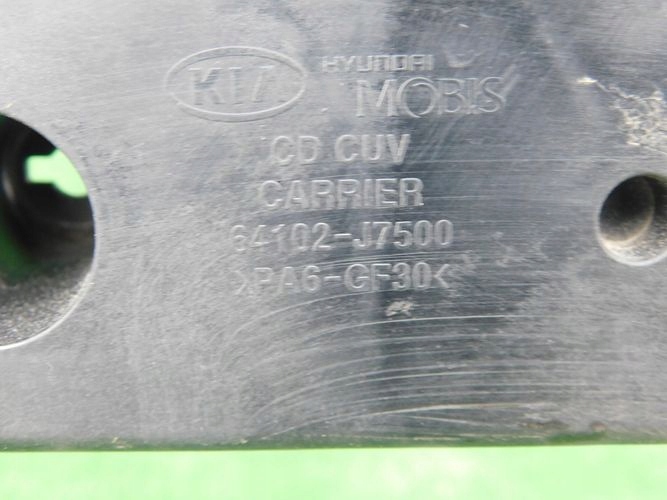 KIA HYUNDAI
MOBIS
CD CUV
CARRIER
64102-J7500
>PA6-GF30<